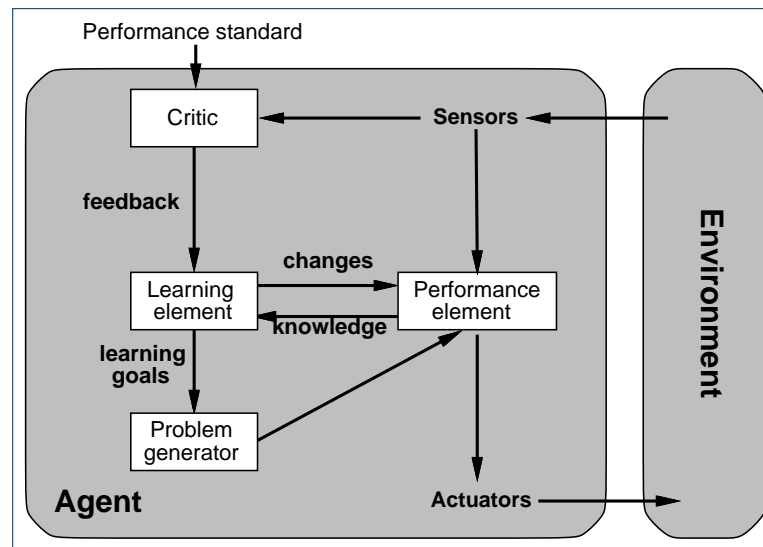 Performance standard
Critic
Sensors
feedback
changes
Learning
element
Performance
element
knowledge
learning
goals
Problem
generator
Agent
Actuators
Environment